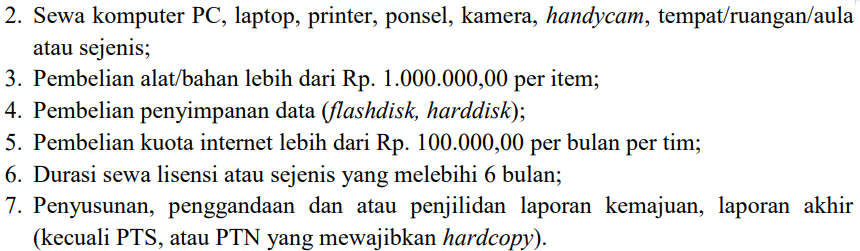 2. Sewa komputer PC, laptop, printer, ponsel, kamera, handycam, tempat/ruangan/aula
atau sejenis;
3. Pembelian alat/bahan lebih dari Rp. 1.000.000,00 per item;
4. Pembelian penyimpanan data (flashdisk, harddisk);
5. Pembelian kuota internet lebih dari Rp. 100.000,00 per bulan per tim;
6. Durasi sewa lisensi atau sejenis yang melebihi 6 bulan;
7. Penyusunan, penggandaan dan atau penjilidan laporan kemajuan, laporan akhir
(kecuali PTS, atau PTN yang mewajibkan hardcopy).